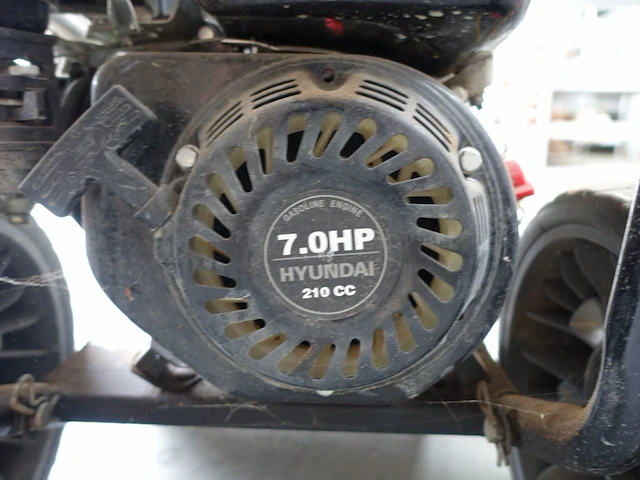 GASOLINE ENGINE
7.0HP
HYUNDAI
210 CC